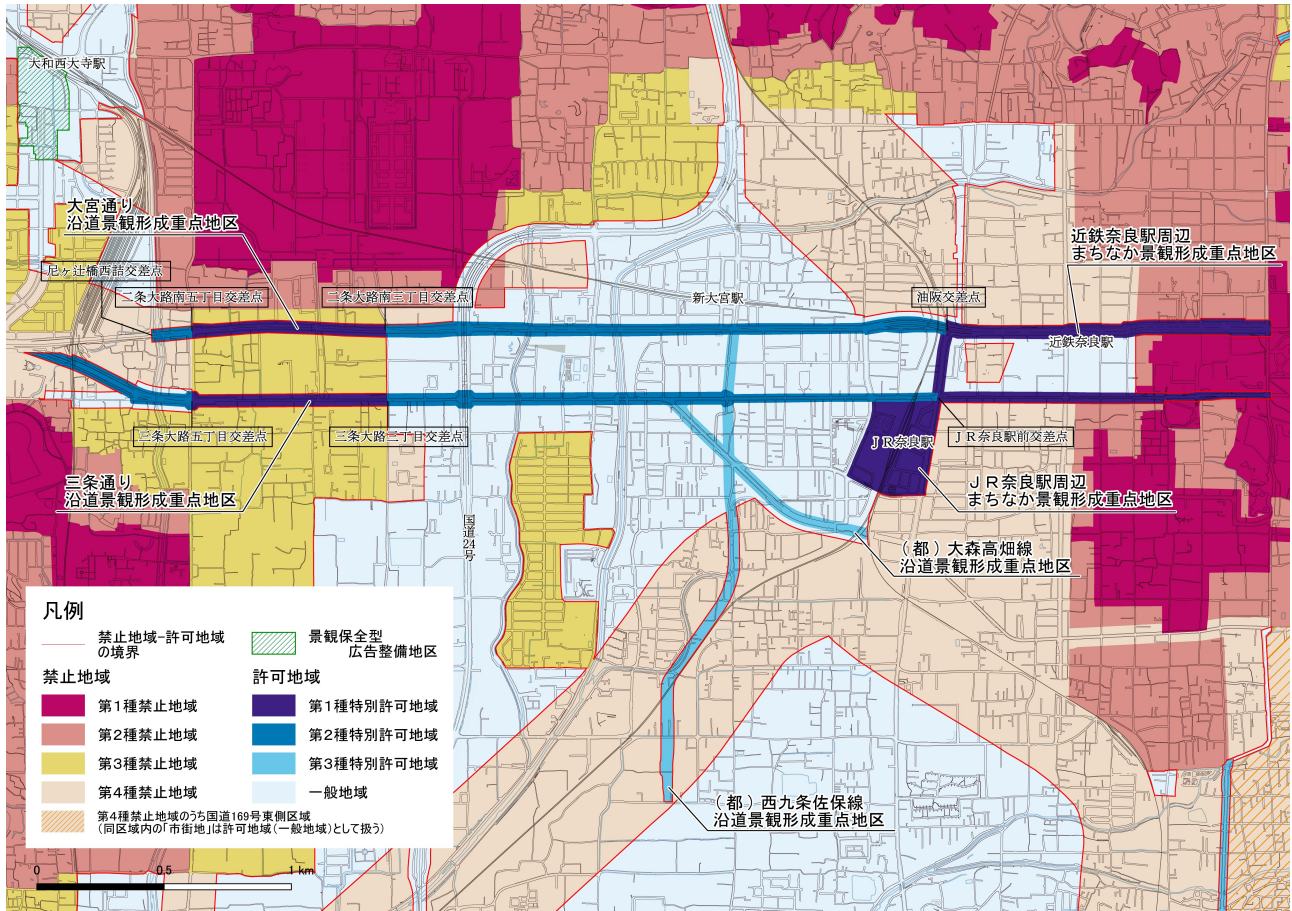 大和西大寺駅
大宮通り
沿道景観形成重点地区
近鉄奈良駅周辺
まちなか景観形成重点地区
尼ヶ辻橋西詰交差点
二条大路南五丁目交差点
二条大路南三丁目交差点
新大宮駅
油阪交差点
近鉄奈良駅
三条大路五丁目交差点
三条大路三丁目交差点
JR奈良駅
JR奈良駅前交差点
三条通り
沿道景観形成重点地区
JR奈良駅周辺
まちなか景観形成重点地区
国道24号
(都)大森高畑線
沿道景観形成重点地区
(都)西九条佐保線
沿道景観形成重点地区
凡例
禁止地域-許可地域
の境界
景観保全型
広告整備地区
禁止地域
許可地域
第1種禁止地域
第1種特別許可地域
第2種禁止地域
第2種特別許可地域
第3種禁止地域
第3種特別許可地域
第4種禁止地域
一般地域
第4種禁止地域のうち国道169号東側区域
(同区域内の「市街地」は許可地域(一般地域)として扱う)
0 0.5 1 km